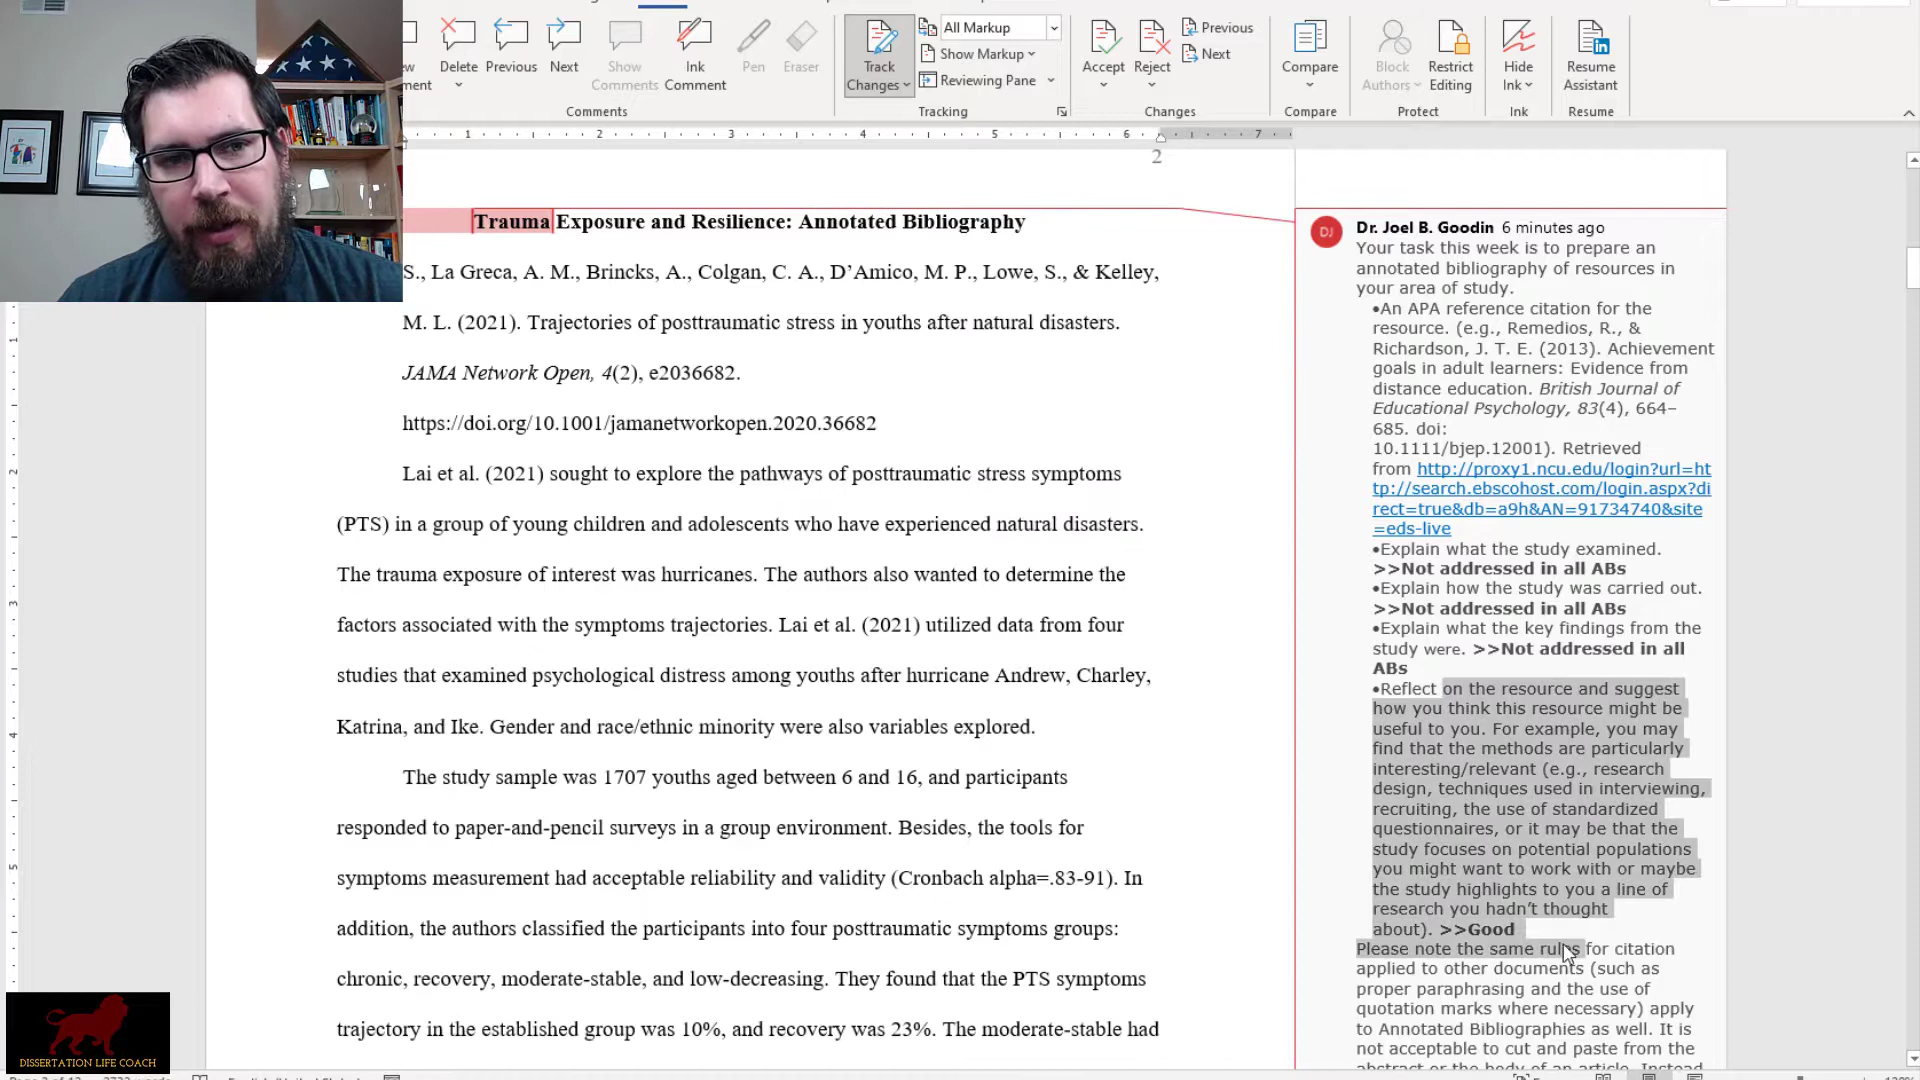 Delete
Previous
Next
Show
Comments
Ink
Comment
Pen
Eraser
Comments
Track
Changes
All Markup
Show Markup
Reviewing Pane
Tracking
Accept
Reject
Previous
Next
Changes
Compare
Compare
Block
Authors
Restrict
Editing
Protect
Hide
Ink
Ink
Resume
Assistant
Resume
1 2 3 4 5 6 7
2
Trauma Exposure and Resilience: Annotated Bibliography
S., La Greca, A. M., Brincks, A., Colgan, C. A., D’Amico, M. P., Lowe, S., & Kelley,
M. L. (2021). Trajectories of posttraumatic stress in youths after natural disasters.
JAMA Network Open, 4(2), e2036682.
https://doi.org/10.1001/jamanetworkopen.2020.36682
Lai et al. (2021) sought to explore the pathways of posttraumatic stress symptoms
(PTS) in a group of young children and adolescents who have experienced natural disasters.
The trauma exposure of interest was hurricanes. The authors also wanted to determine the
factors associated with the symptoms trajectories. Lai et al. (2021) utilized data from four
studies that examined psychological distress among youths after hurricane Andrew, Charley,
Katrina, and Ike. Gender and race/ethnic minority were also variables explored.
The study sample was 1707 youths aged between 6 and 16, and participants
responded to paper-and-pencil surveys in a group environment. Besides, the tools for
symptoms measurement had acceptable reliability and validity (Cronbach alpha=.83-91). In
addition, the authors classified the participants into four posttraumatic symptoms groups:
chronic, recovery, moderate-stable, and low-decreasing. They found that the PTS symptoms
trajectory in the established group was 10%, and recovery was 23%. The moderate-stable had
DJ
Dr. Joel B. Goodin 6 minutes ago
Your task this week is to prepare an
annotated bibliography of resources in
your area of study.
•An APA reference citation for the
resource. (e.g., Remedios, R., &
Richardson, J. T. E. (2013). Achievement
goals in adult learners: Evidence from
distance education. British Journal of
Educational Psychology, 83(4), 664–
685. doi:
10.1111/bjep.12001). Retrieved
from http://proxy1.ncu.edu/login?url=ht
tp://search.ebscohost.com/login.aspx?di
rect=true&db=a9h&AN=91734740&site
=eds-live
•Explain what the study examined.
>>Not addressed in all ABs
•Explain how the study was carried out.
>>Not addressed in all ABs
•Explain what the key findings from the
study were. >>Not addressed in all
ABs
•Reflect on the resource and suggest
how you think this resource might be
useful to you. For example, you may
find that the methods are particularly
interesting/relevant (e.g., research
design, techniques used in interviewing,
recruiting, the use of standardized
questionnaires, or it may be that the
study focuses on potential populations
you might want to work with or maybe
the study highlights to you a line of
research you hadn’t thought
about). >>Good
Please note the same rules for citation
applied to other documents (such as
proper paraphrasing and the use of
quotation marks where necessary) apply
to Annotated Bibliographies as well. It is
not acceptable to cut and paste from the
abstract or the body of an article. Instead
DISSERTATION LIFE COACH